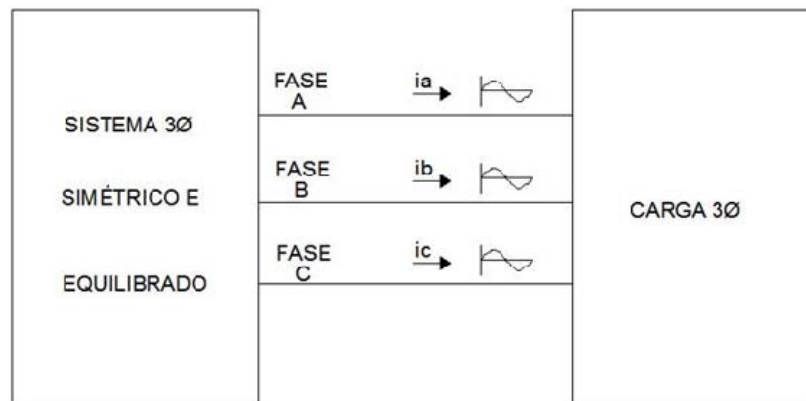 SISTEMA 3Ø
SIMÉTRICO E
EQUILIBRADO
FASE
A
ia
FASE
B
ib
FASE
C
ic
CARGA 3Ø